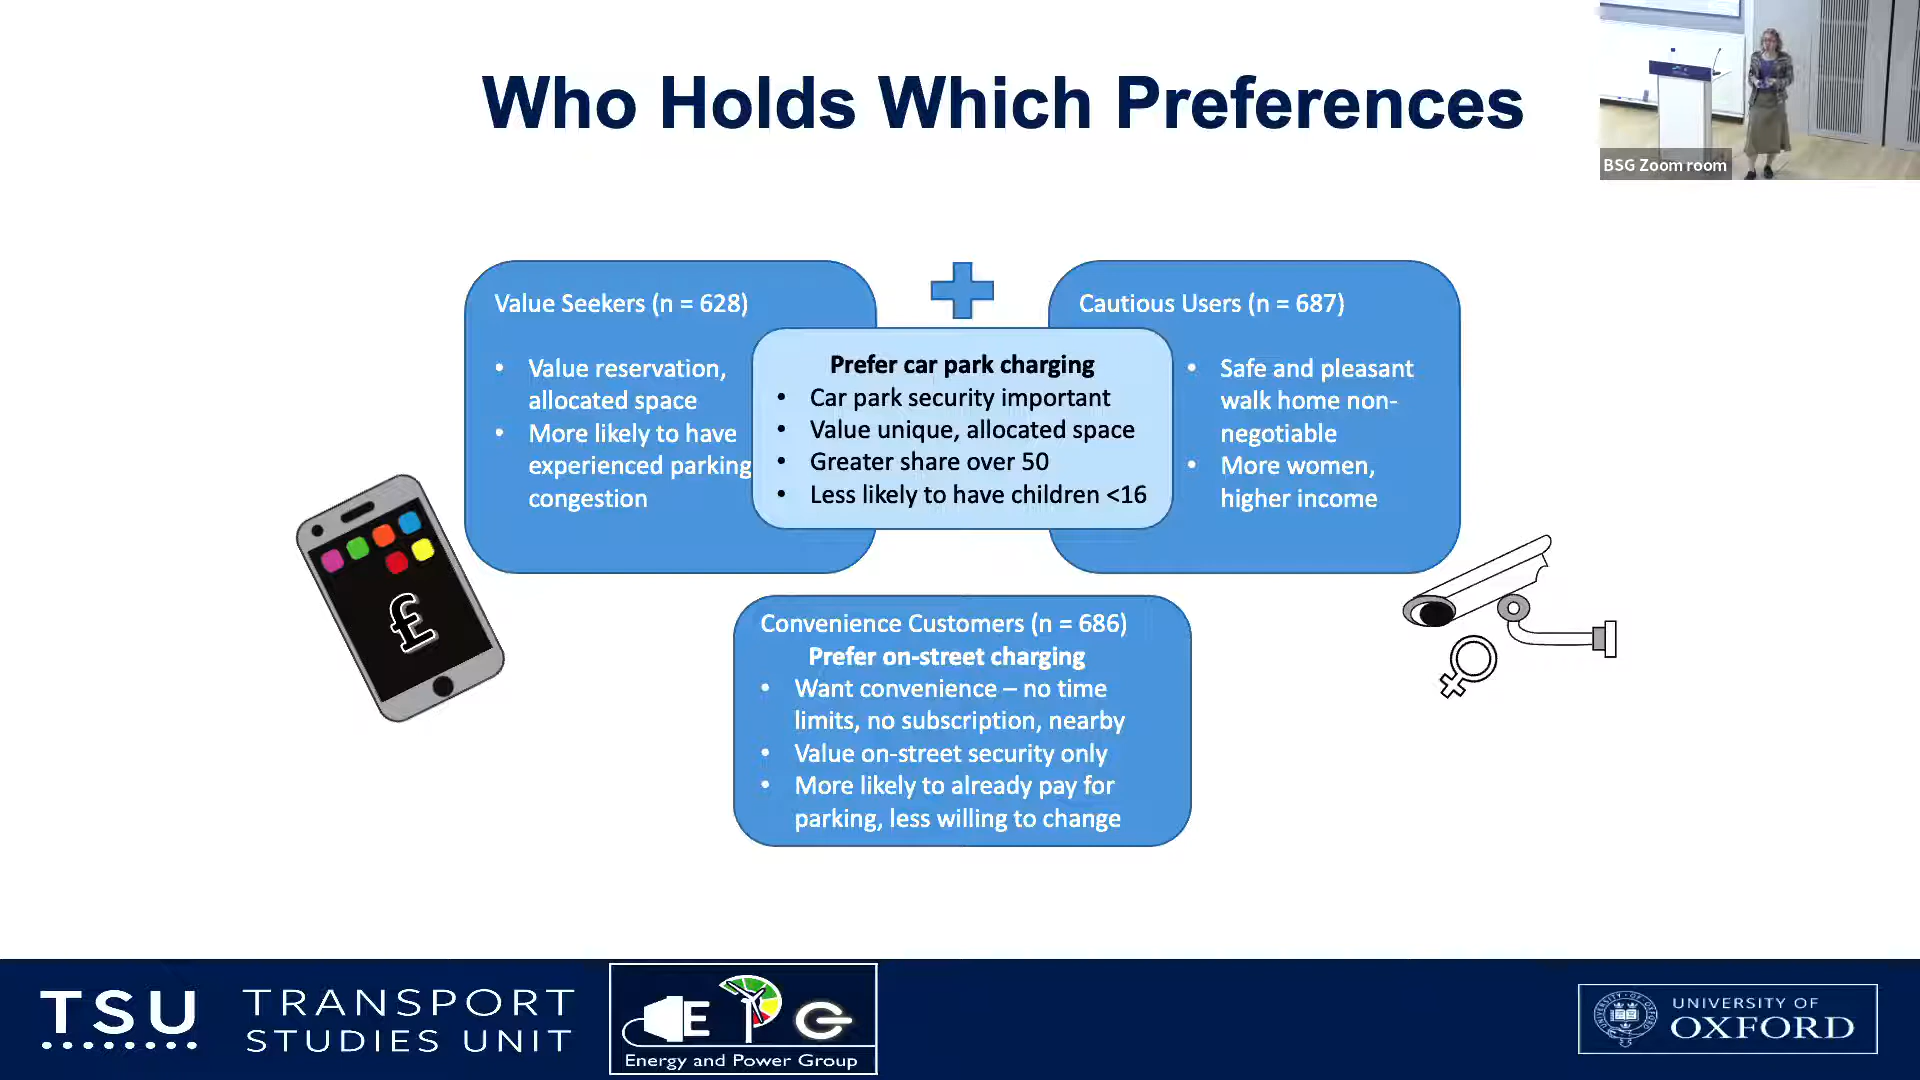 Who Holds Which Preferences
BSG Zoom room
Value Seekers (n = 628)
• Value reservation,
allocated space
• More likely to have
experienced parking
congestion
Prefer car park charging
• Car park security important
• Value unique, allocated space
• Greater share over 50
• Less likely to have children <16
Cautious Users (n = 687)
• Safe and pleasant
walk home non-
negotiable
• More women,
higher income
£
Convenience Customers (n = 686)
Prefer on-street charging
• Want convenience – no time
limits, no subscription, nearby
• Value on-street security only
• More likely to already pay for
parking, less willing to change
TSU
TRANSPORT
STUDIES UNIT
EPG
Energy and Power Group
UNIVERSITY OF
OXFORD